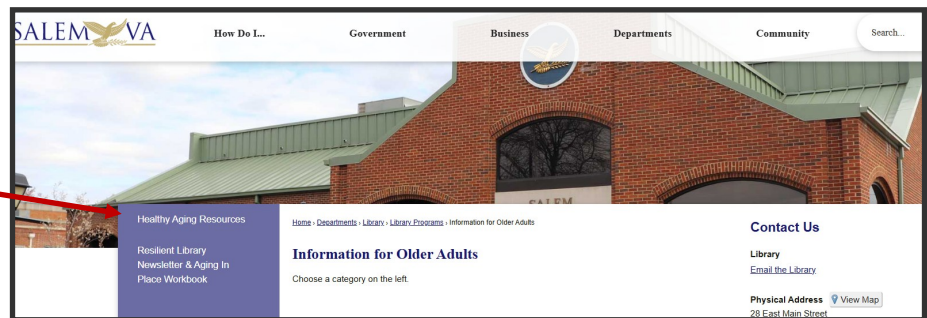 SALEM VA
How Do I... Government Business Departments Community Search...
SALEM
Healthy Aging Resources
Resilient Library
Newsletter & Aging In
Place Workbook
Home › Departments › Library › Library Programs › Information for Older Adults
Information for Older Adults
Choose a category on the left.
Contact Us
Library
Email the Library
Physical Address View Map
28 East Main Street